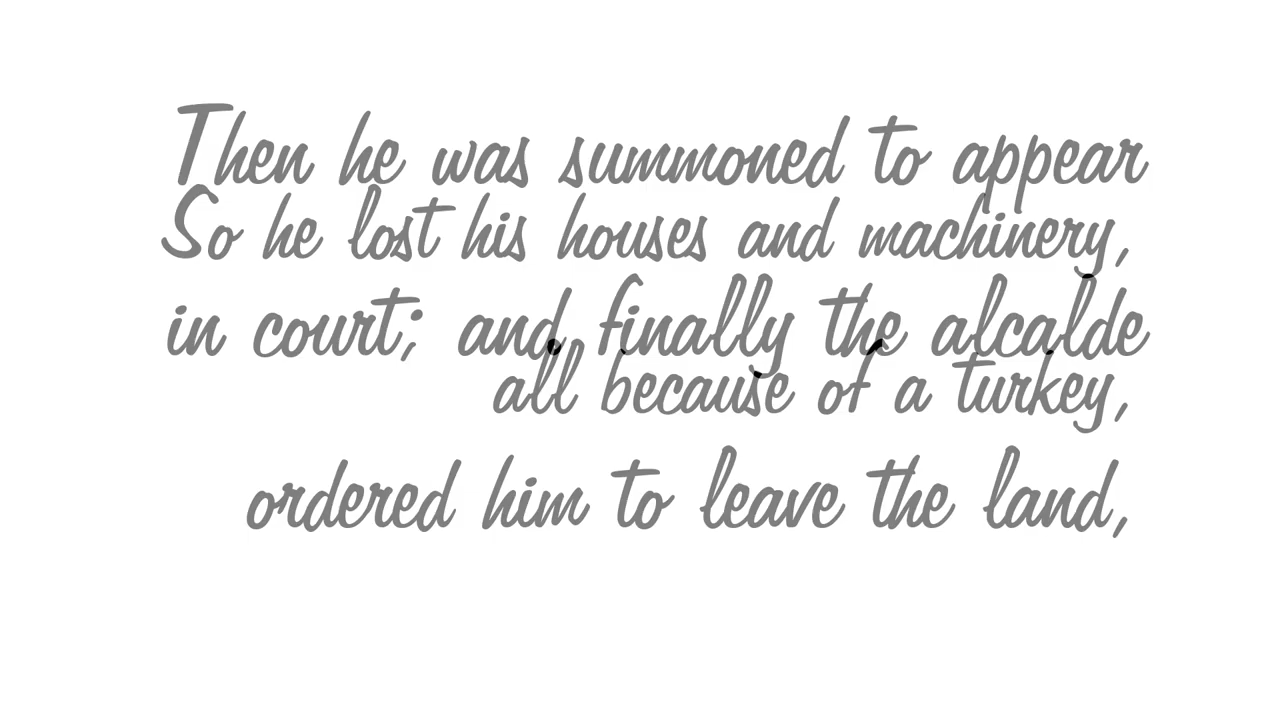 Then he was summoned to appear
So he lost his houses and machinery,
in court; and finally the alcalde
all because of a turkey,
ordered him to leave the land,